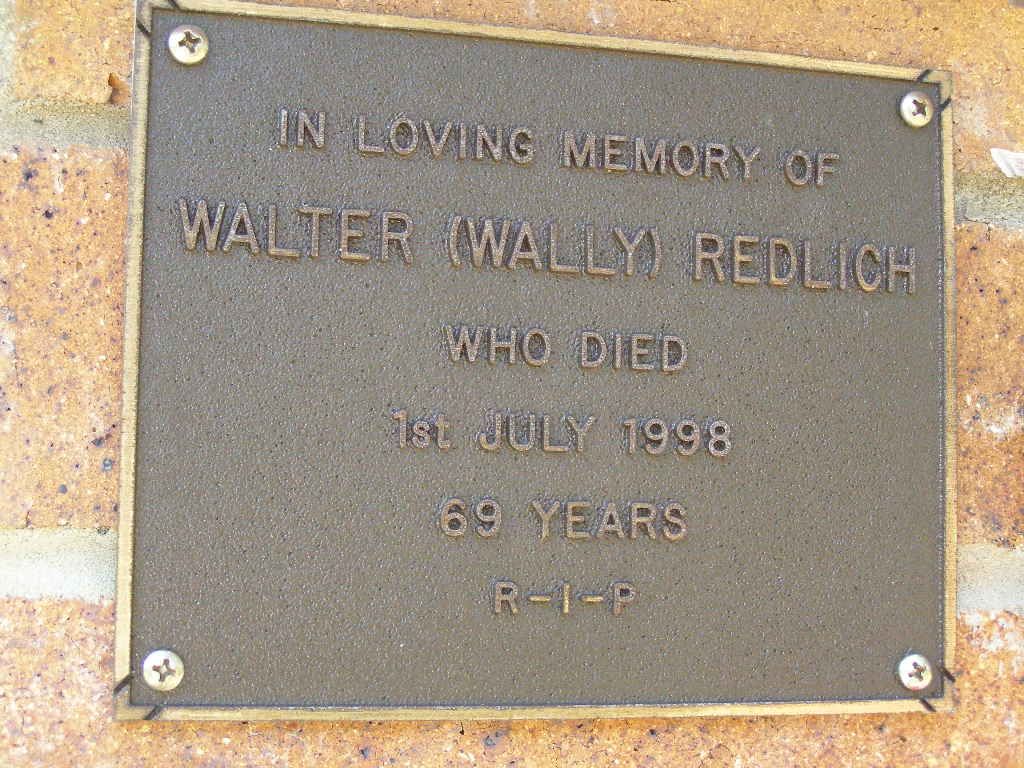 IN LOVING MEMORY OF
WALTER (WALLY) REDLICH
WHO DIED
1st JULY 1998
69 YEARS
R-I-P